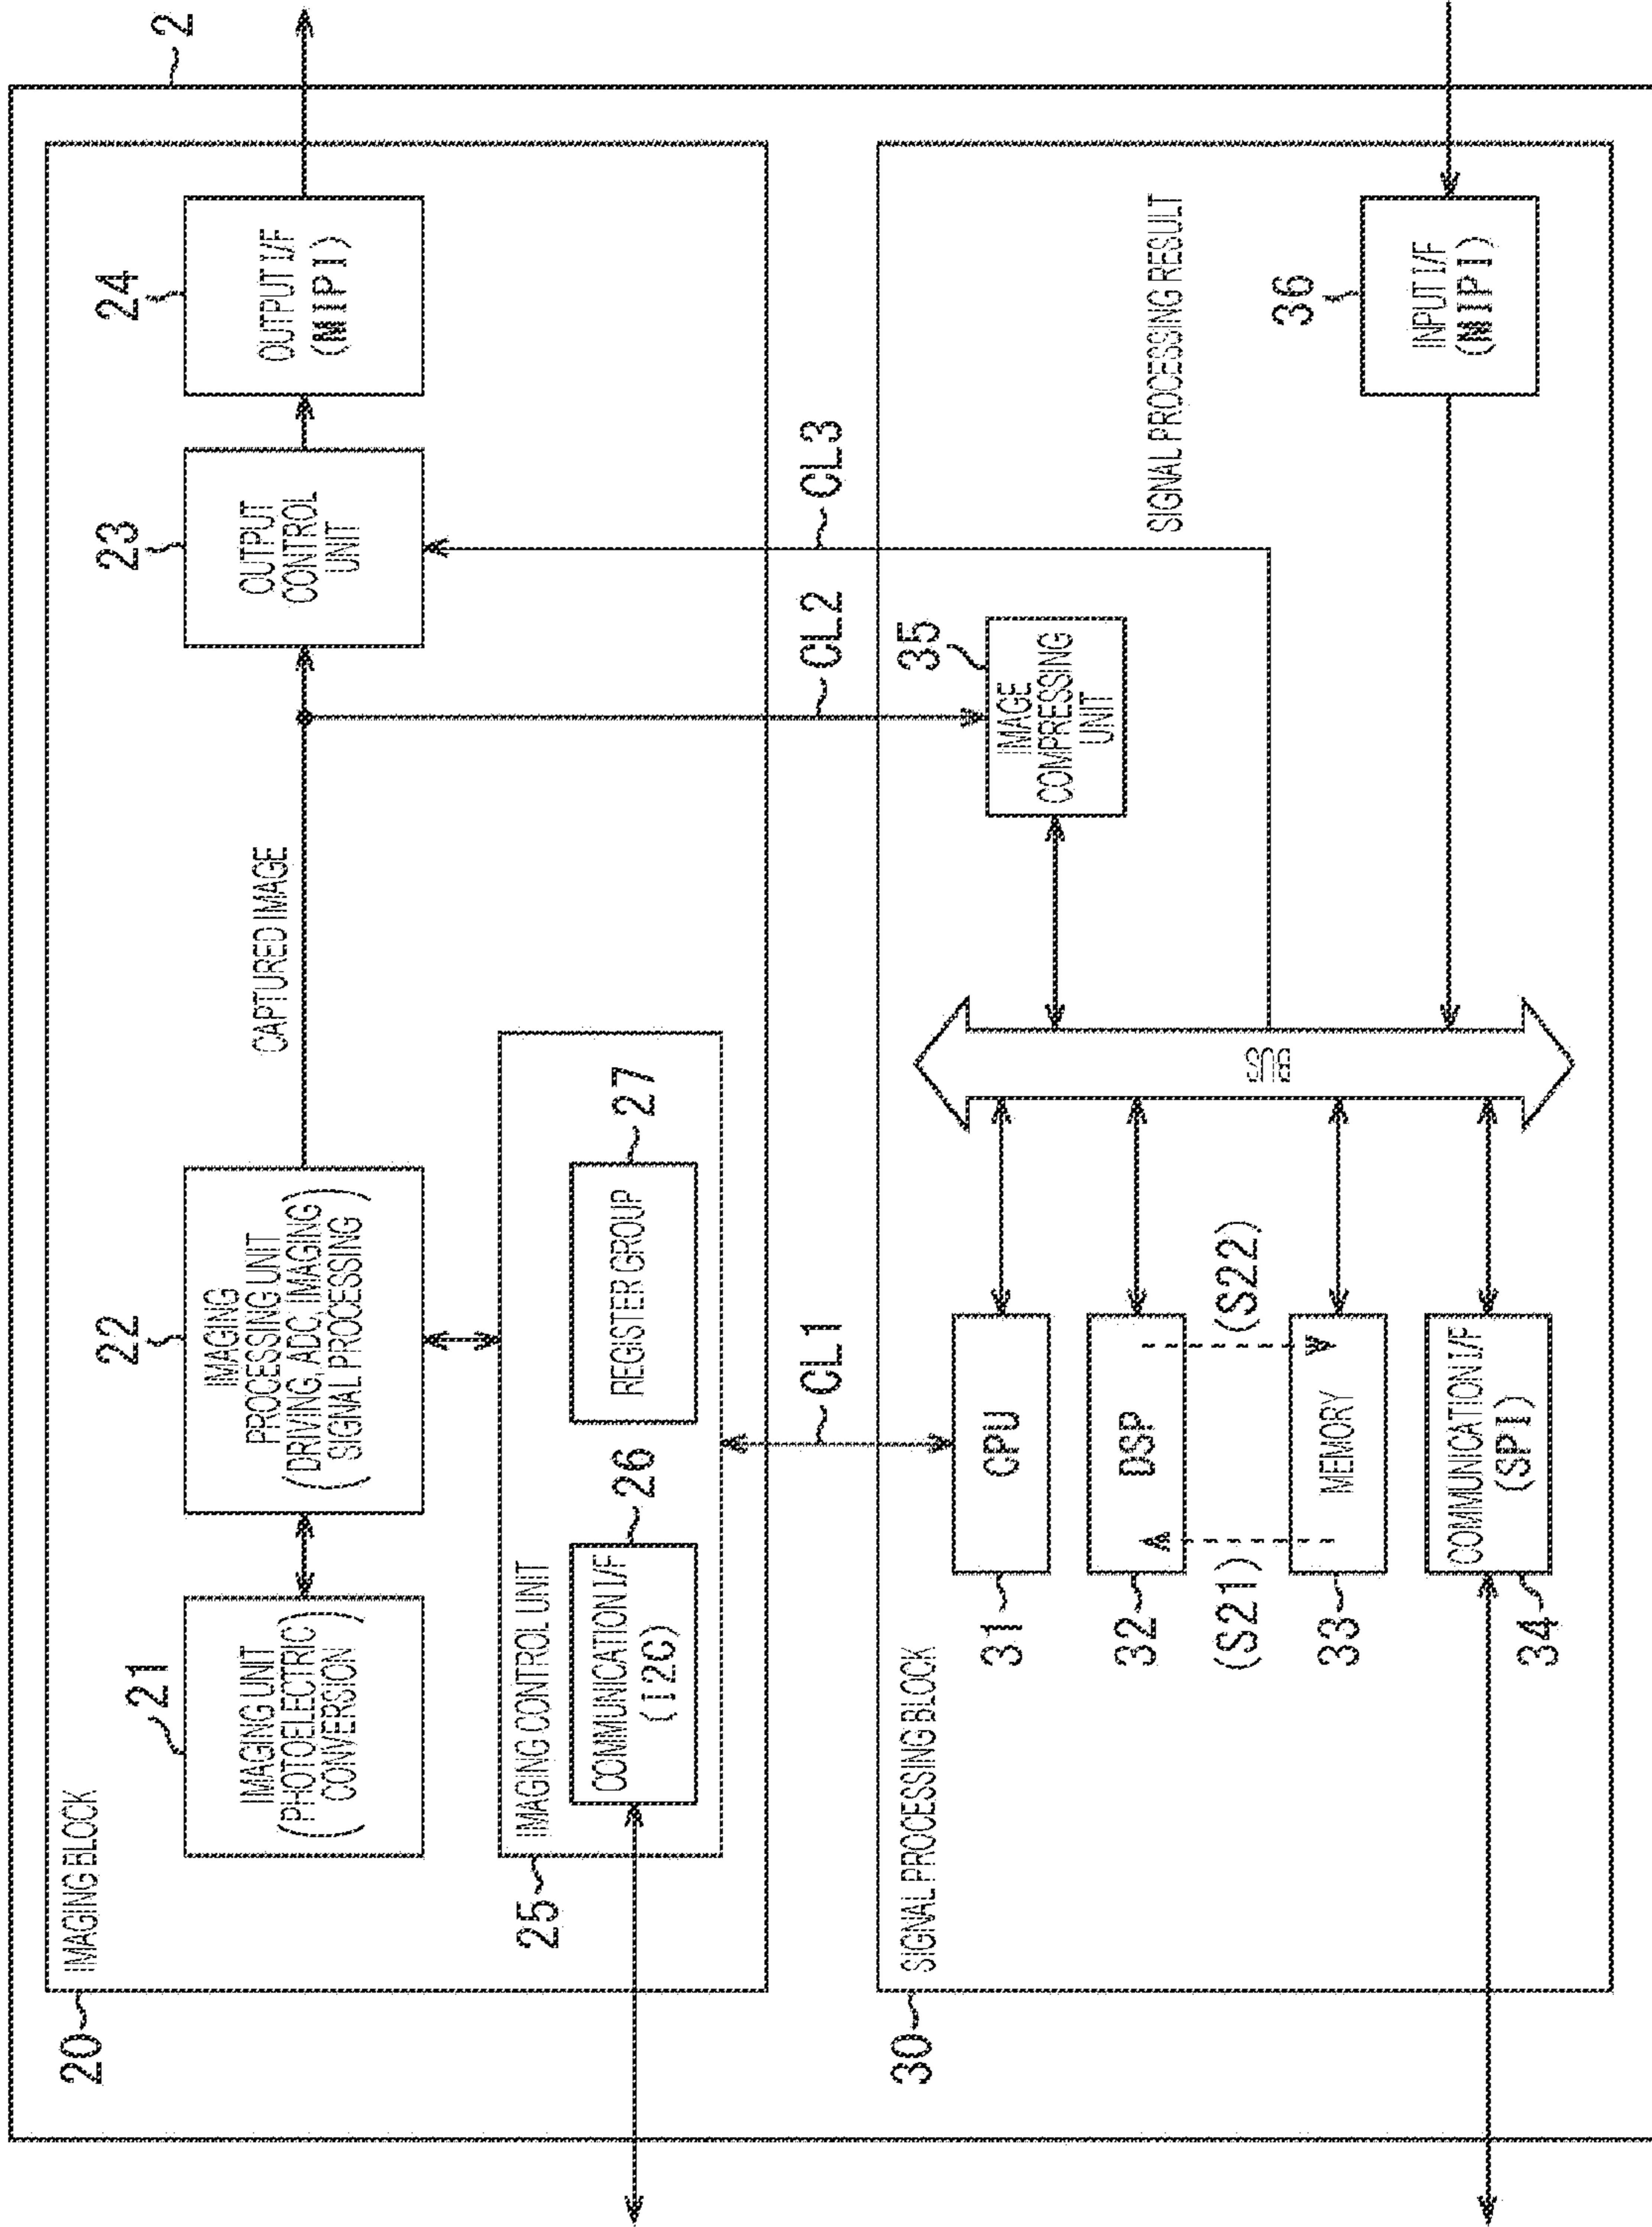 2
20
IMAGING BLOCK
21
IMAGING UNIT
(PHOTOELECTRIC
CONVERSION)
22
IMAGING
PROCESSING UNIT
(DRIVING, ADC, IMAGING
SIGNAL PROCESSING)
CAPTURED IMAGE
23
OUTPUT
CONTROL
UNIT
24
OUTPUT I/F
(MIPI)
25
IMAGING CONTROL UNIT
26
COMMUNICATION I/F
(I2C)
27
REGISTER GROUP
CL1
CL2
CL3
30
SIGNAL PROCESSING BLOCK
31
CPU
32
DSP
(S21)
(S22)
33
MEMORY
34
COMMUNICATION I/F
(SPI)
BUS
35
IMAGE
COMPRESSING
UNIT
SIGNAL PROCESSING RESULT
36
INPUT I/F
(MIPI)